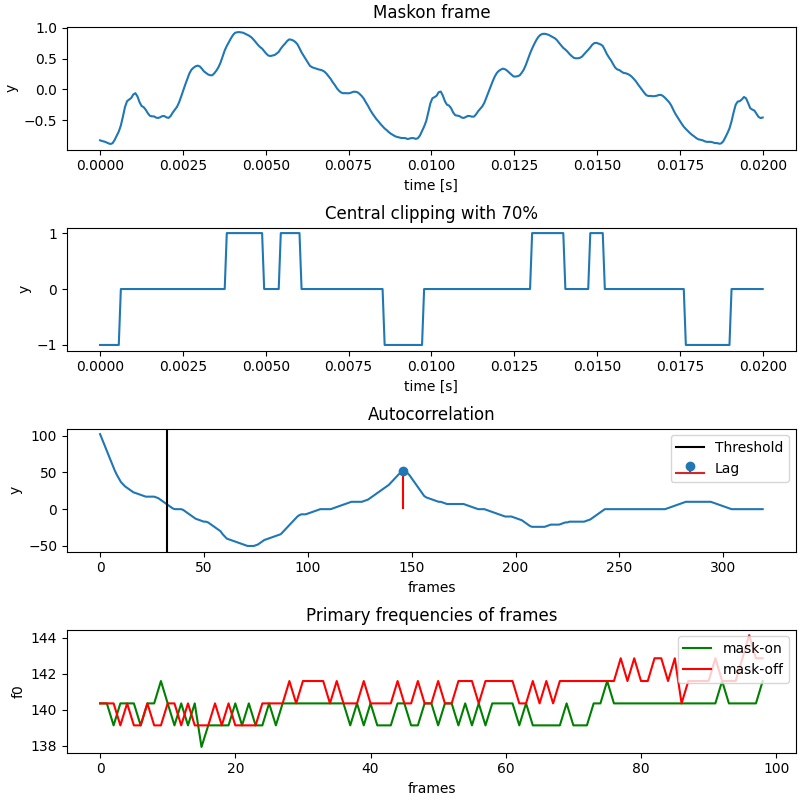 Maskon frame
1.0
0.5
0.0
−0.5
y
0.0000 0.0025 0.0050 0.0075 0.0100 0.0125 0.0150 0.0175 0.0200
time [s]
Central clipping with 70%
1
0
−1
y
0.0000 0.0025 0.0050 0.0075 0.0100 0.0125 0.0150 0.0175 0.0200
time [s]
Autocorrelation
100
50
0
−50
y
Threshold
Lag
0 50 100 150 200 250 300
frames
Primary frequencies of frames
144
142
140
138
f0
mask-on
mask-off
0 20 40 60 80 100
frames